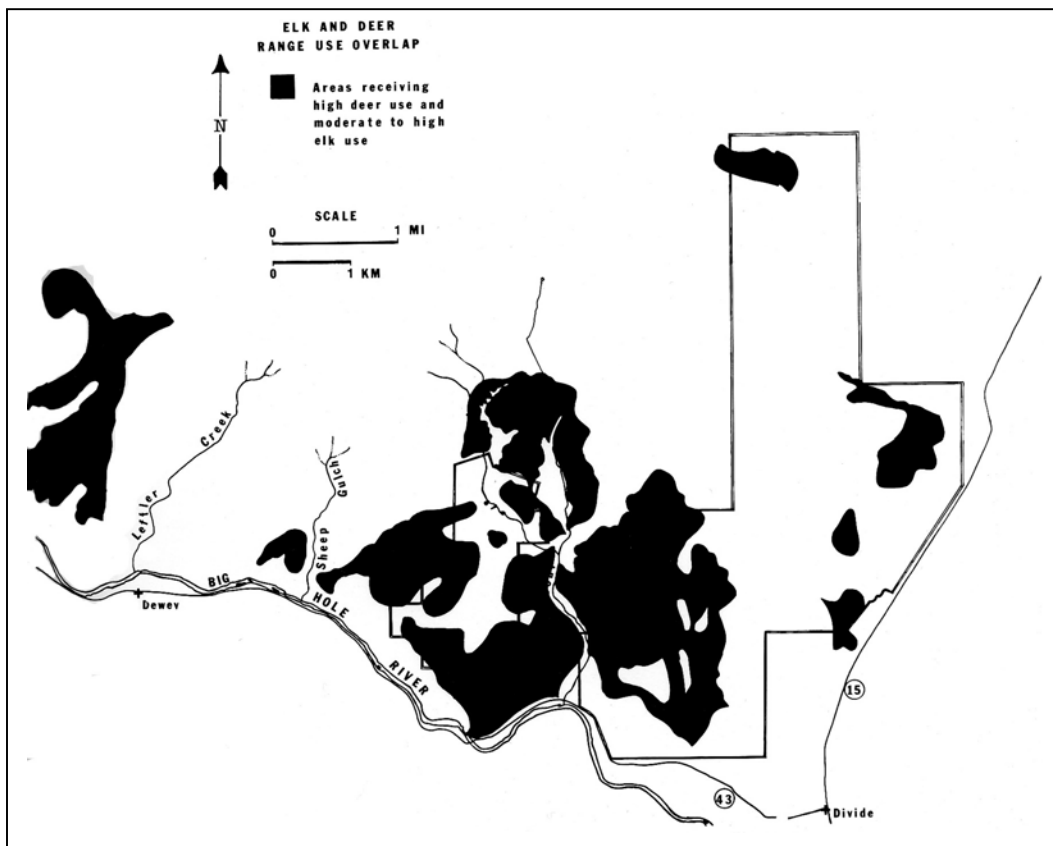 ELK AND DEER
RANGE USE OVERLAP
Areas receiving
high deer use and
moderate to high
elk use
N
SCALE
0 1 MI
0 1 KM
Leffler Creek
Sheep Gulch
BIG HOLE RIVER
Dewey
15
43
Divide